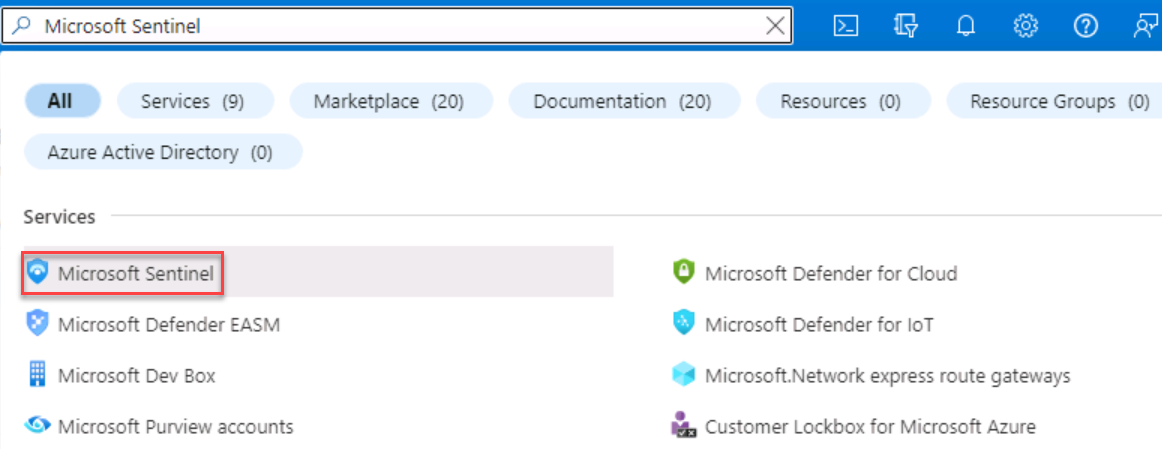 Microsoft Sentinel
All Services (9) Marketplace (20) Documentation (20) Resources (0) Resource Groups (0)
Azure Active Directory (0)
Services
Microsoft Sentinel Microsoft Defender for Cloud
Microsoft Defender EASM Microsoft Defender for IoT
Microsoft Dev Box Microsoft.Network express route gateways
Microsoft Purview accounts Customer Lockbox for Microsoft Azure